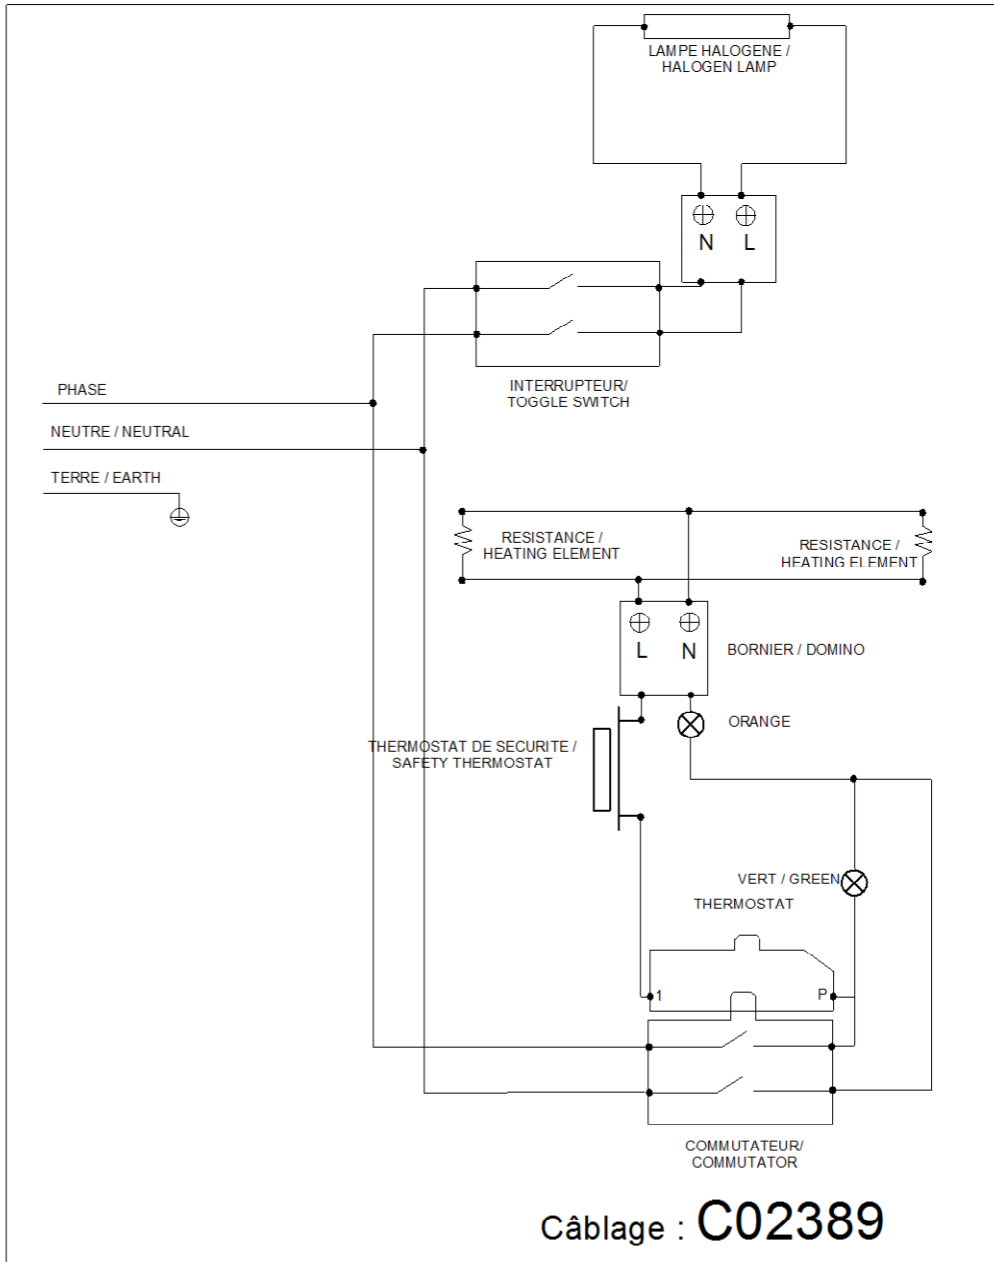 LAMPE HALOGENE /
HALOGEN LAMP
N L
INTERRUPTEUR/
TOGGLE SWITCH
PHASE
NEUTRE / NEUTRAL
TERRE / EARTH
RESISTANCE /
HEATING ELEMENT
RESISTANCE /
HEATING ELEMENT
L N
BORNIER / DOMINO
ORANGE
THERMOSTAT DE SECURITE /
SAFETY THERMOSTAT
VERT / GREEN
THERMOSTAT
1 P
COMMUTATEUR/
COMMUTATOR
Câblage : C02389